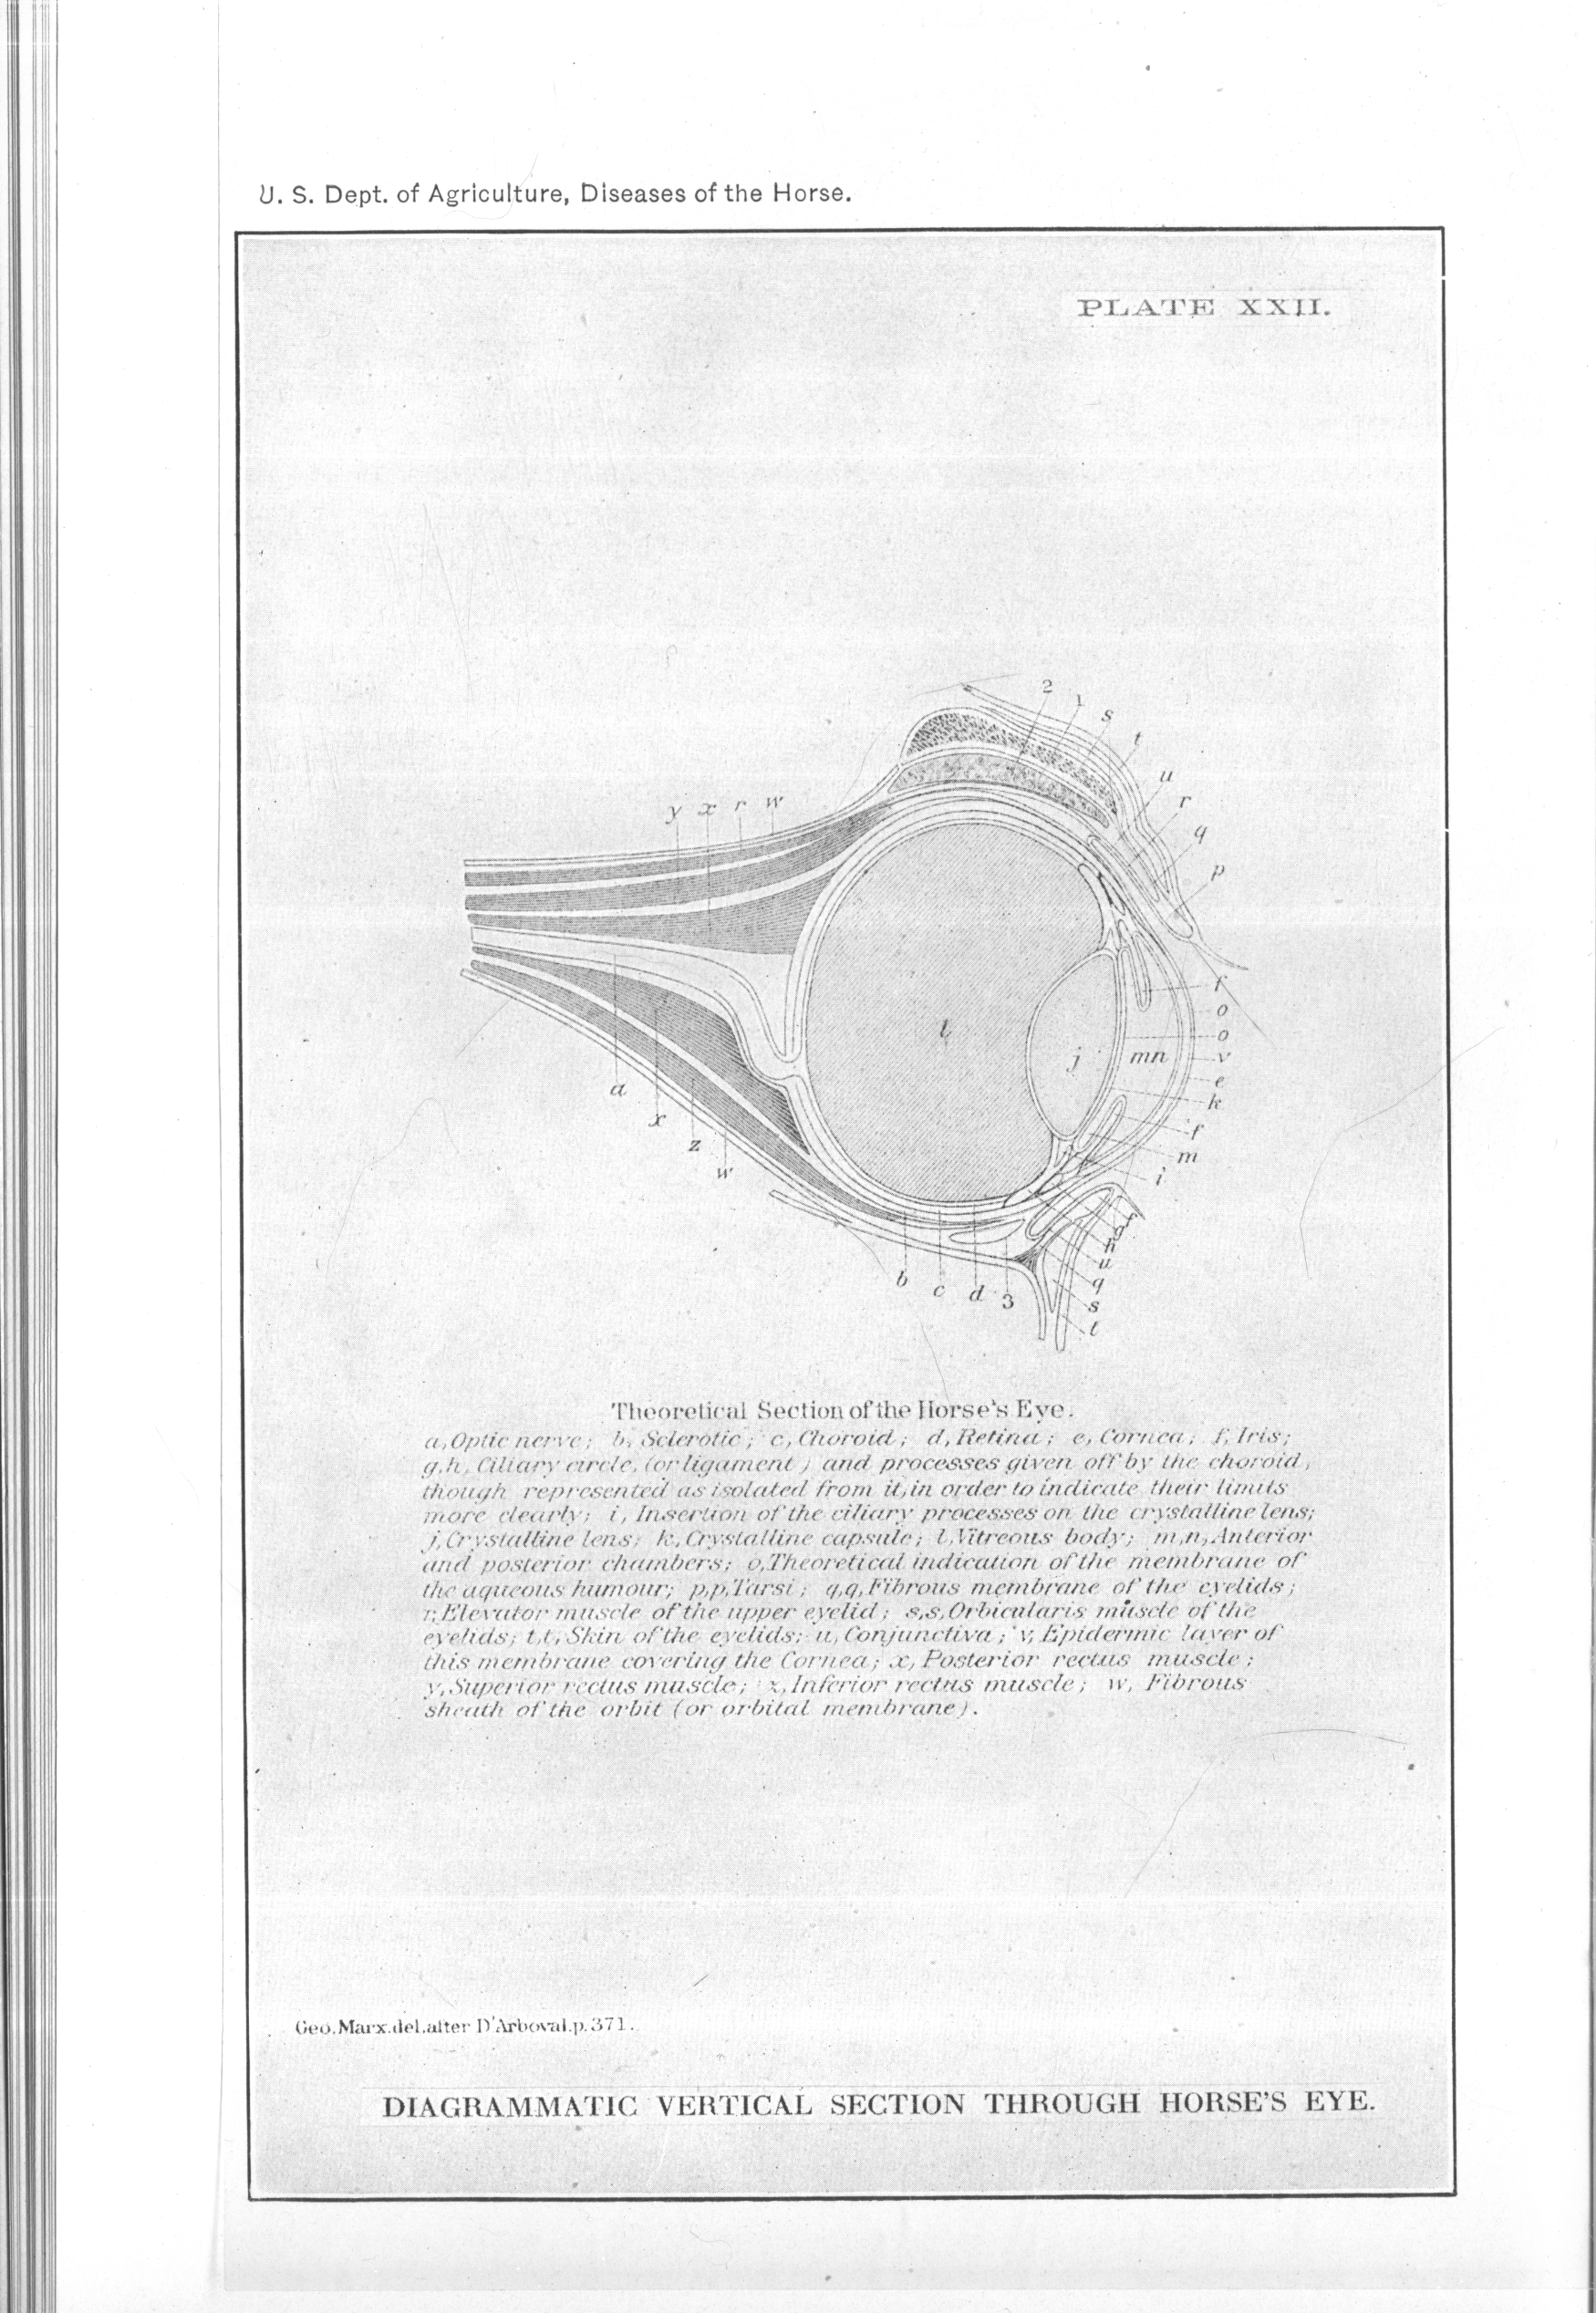 U. S. Dept. of Agriculture, Diseases of the Horse.
PLATE XXII.
2
1
s
t
u
r
q
p
y x r w
f
o
o
l
j
mn
v
e
k
a
f
x
m
z
i
w
h
u
b
q
c
d
3
s
t
Theoretical Section of the Horse's Eye.
a, Optic nerve; b, Sclerotic; c, Choroid; d, Retina; e, Cornea; f, Iris;
g.h, Ciliary circle, (or ligament) and processes given off by the choroid,
though represented as isolated from it, in order to indicate their limits
more clearly; i, Insertion of the ciliary processes on the crystalline lens;
j, Crystalline lens; k, Crystalline capsule; l, Vitreous body; m,n, Anterior
and posterior chambers; o, Theoretical indication of the membrane of
the aqueous humour; p,p, Tarsi; q,q, Fibrous membrane of the eyelids;
r, Elevator muscle of the upper eyelid; s,s, Orbicularis muscle of the
eyelids; t,t, Skin of the eyelids; u, Conjunctiva; v, Epidermic layer of
this membrane covering the Cornea; x, Posterior rectus muscle;
y, Superior rectus muscle; z, Inferior rectus muscle; w, Fibrous
sheath of the orbit (or orbital membrane).
Geo. Marx. del. after D'Arboval. p. 371.
DIAGRAMMATIC VERTICAL SECTION THROUGH HORSE'S EYE.